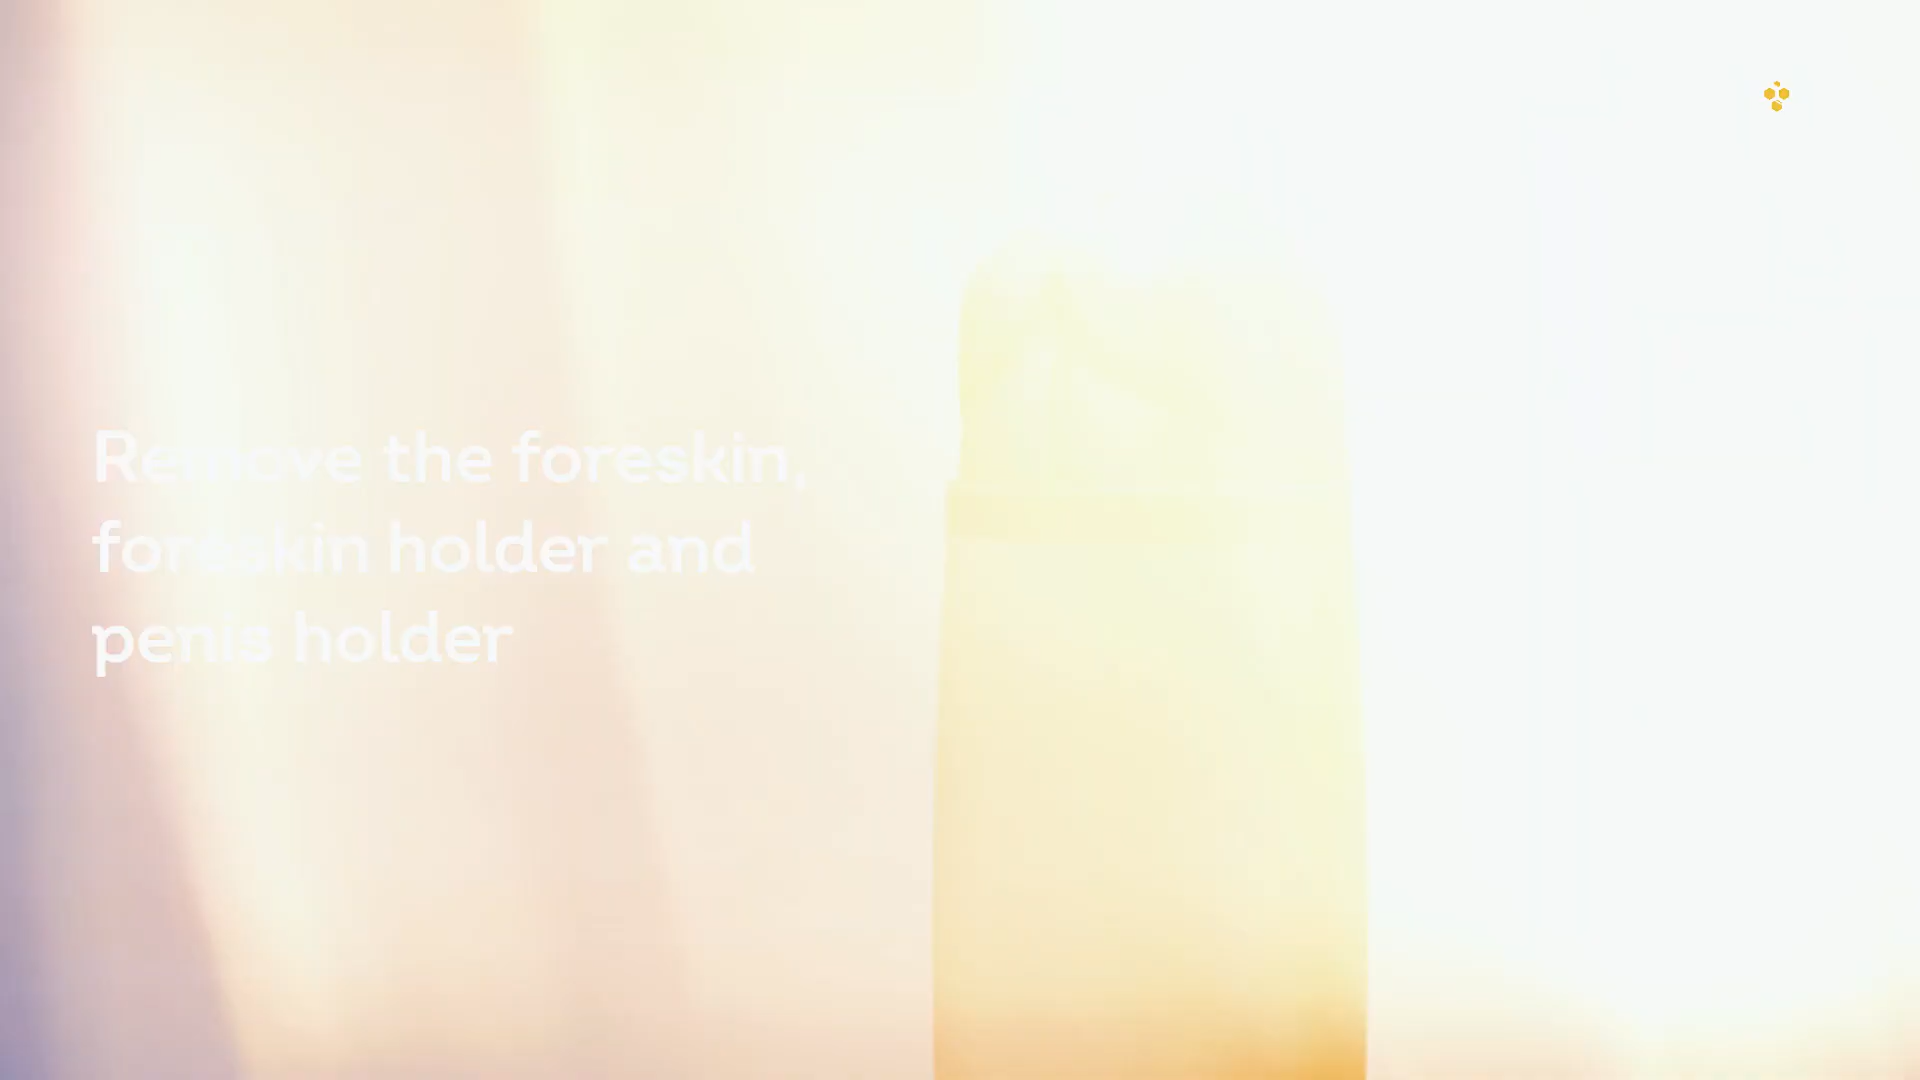 Remove the foreskin,
foreskin holder and
penis holder